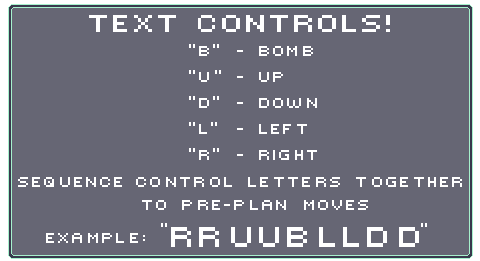 TEXT CONTROLS!
"B" - BOMB
"U" - UP
"D" - DOWN
"L" - LEFT
"R" - RIGHT
SEQUENCE CONTROL LETTERS TOGETHER
TO PRE-PLAN MOVES
EXAMPLE: "RRUUBLLDD"